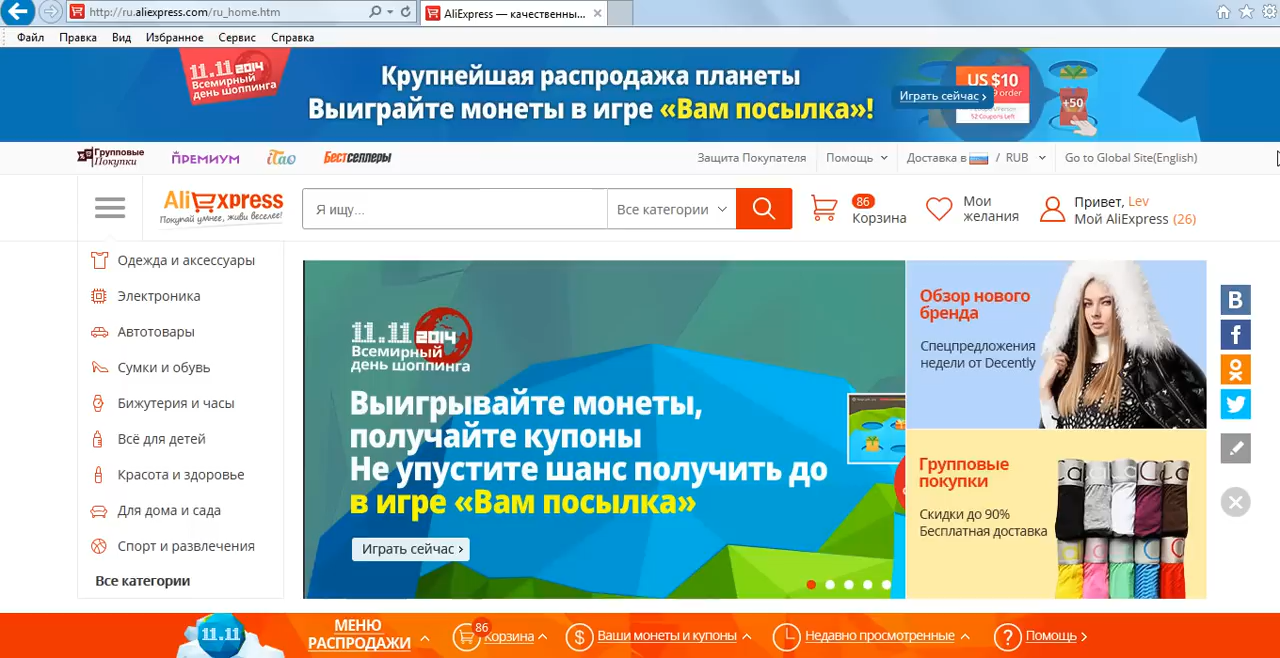 http://ru.aliexpress.com/ru_home.htm
AliExpress — качественны...
Файл Правка Вид Избранное Сервис Справка
11.11 2014
Всемирный
день шоппинга
Крупнейшая распродажа планеты
Выиграйте монеты в игре «Вам посылка»!
Играть сейчас ›
US $10
+50
Групповые
Покупки
ПРЕМИУМ
iTao
Бестселлеры
Защита Покупателя
Помощь
Доставка в / RUB
Go to Global Site(English)
AliExpress
Покупай умнее, живи веселее!
Я ищу...
Все категории
86
Корзина
Мои
желания
Привет, Lev
Мой AliExpress (26)
Одежда и аксессуары
Электроника
Автотовары
Сумки и обувь
Бижутерия и часы
Всё для детей
Красота и здоровье
Для дома и сада
Спорт и развлечения
Все категории
11.11 2014
Всемирный
день шоппинга
Выигрывайте монеты,
получайте купоны
Не упустите шанс получить до
в игре «Вам посылка»
Играть сейчас ›
Обзор нового
бренда
Спецпредложения
недели от Decently
Групповые
покупки
Скидки до 90%
Бесплатная доставка
11.11
МЕНЮ
РАСПРОДАЖИ
86
Корзина
Ваши монеты и купоны
Недавно просмотренные
Помощь ›